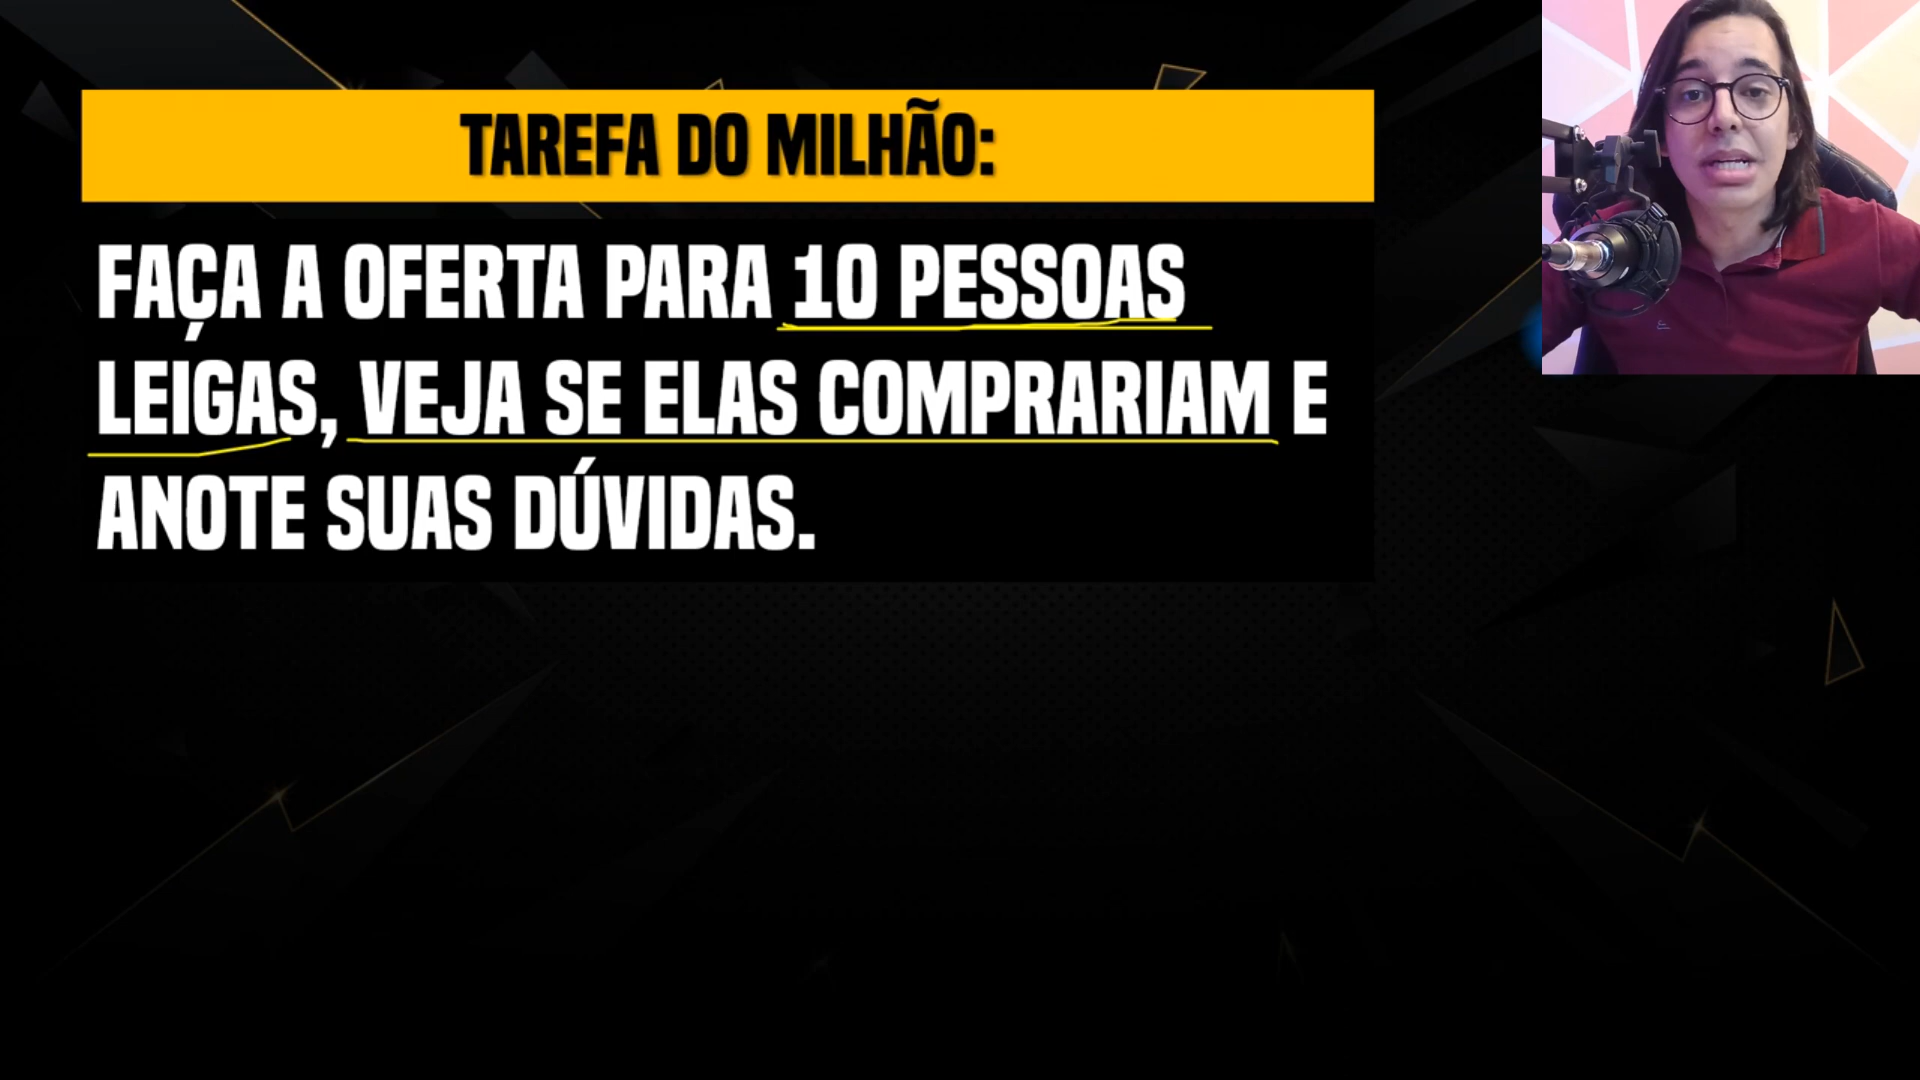 TAREFA DO MILHÃO:
FAÇA A OFERTA PARA 10 PESSOAS
LEIGAS, VEJA SE ELAS COMPRARIAM E
ANOTE SUAS DÚVIDAS.